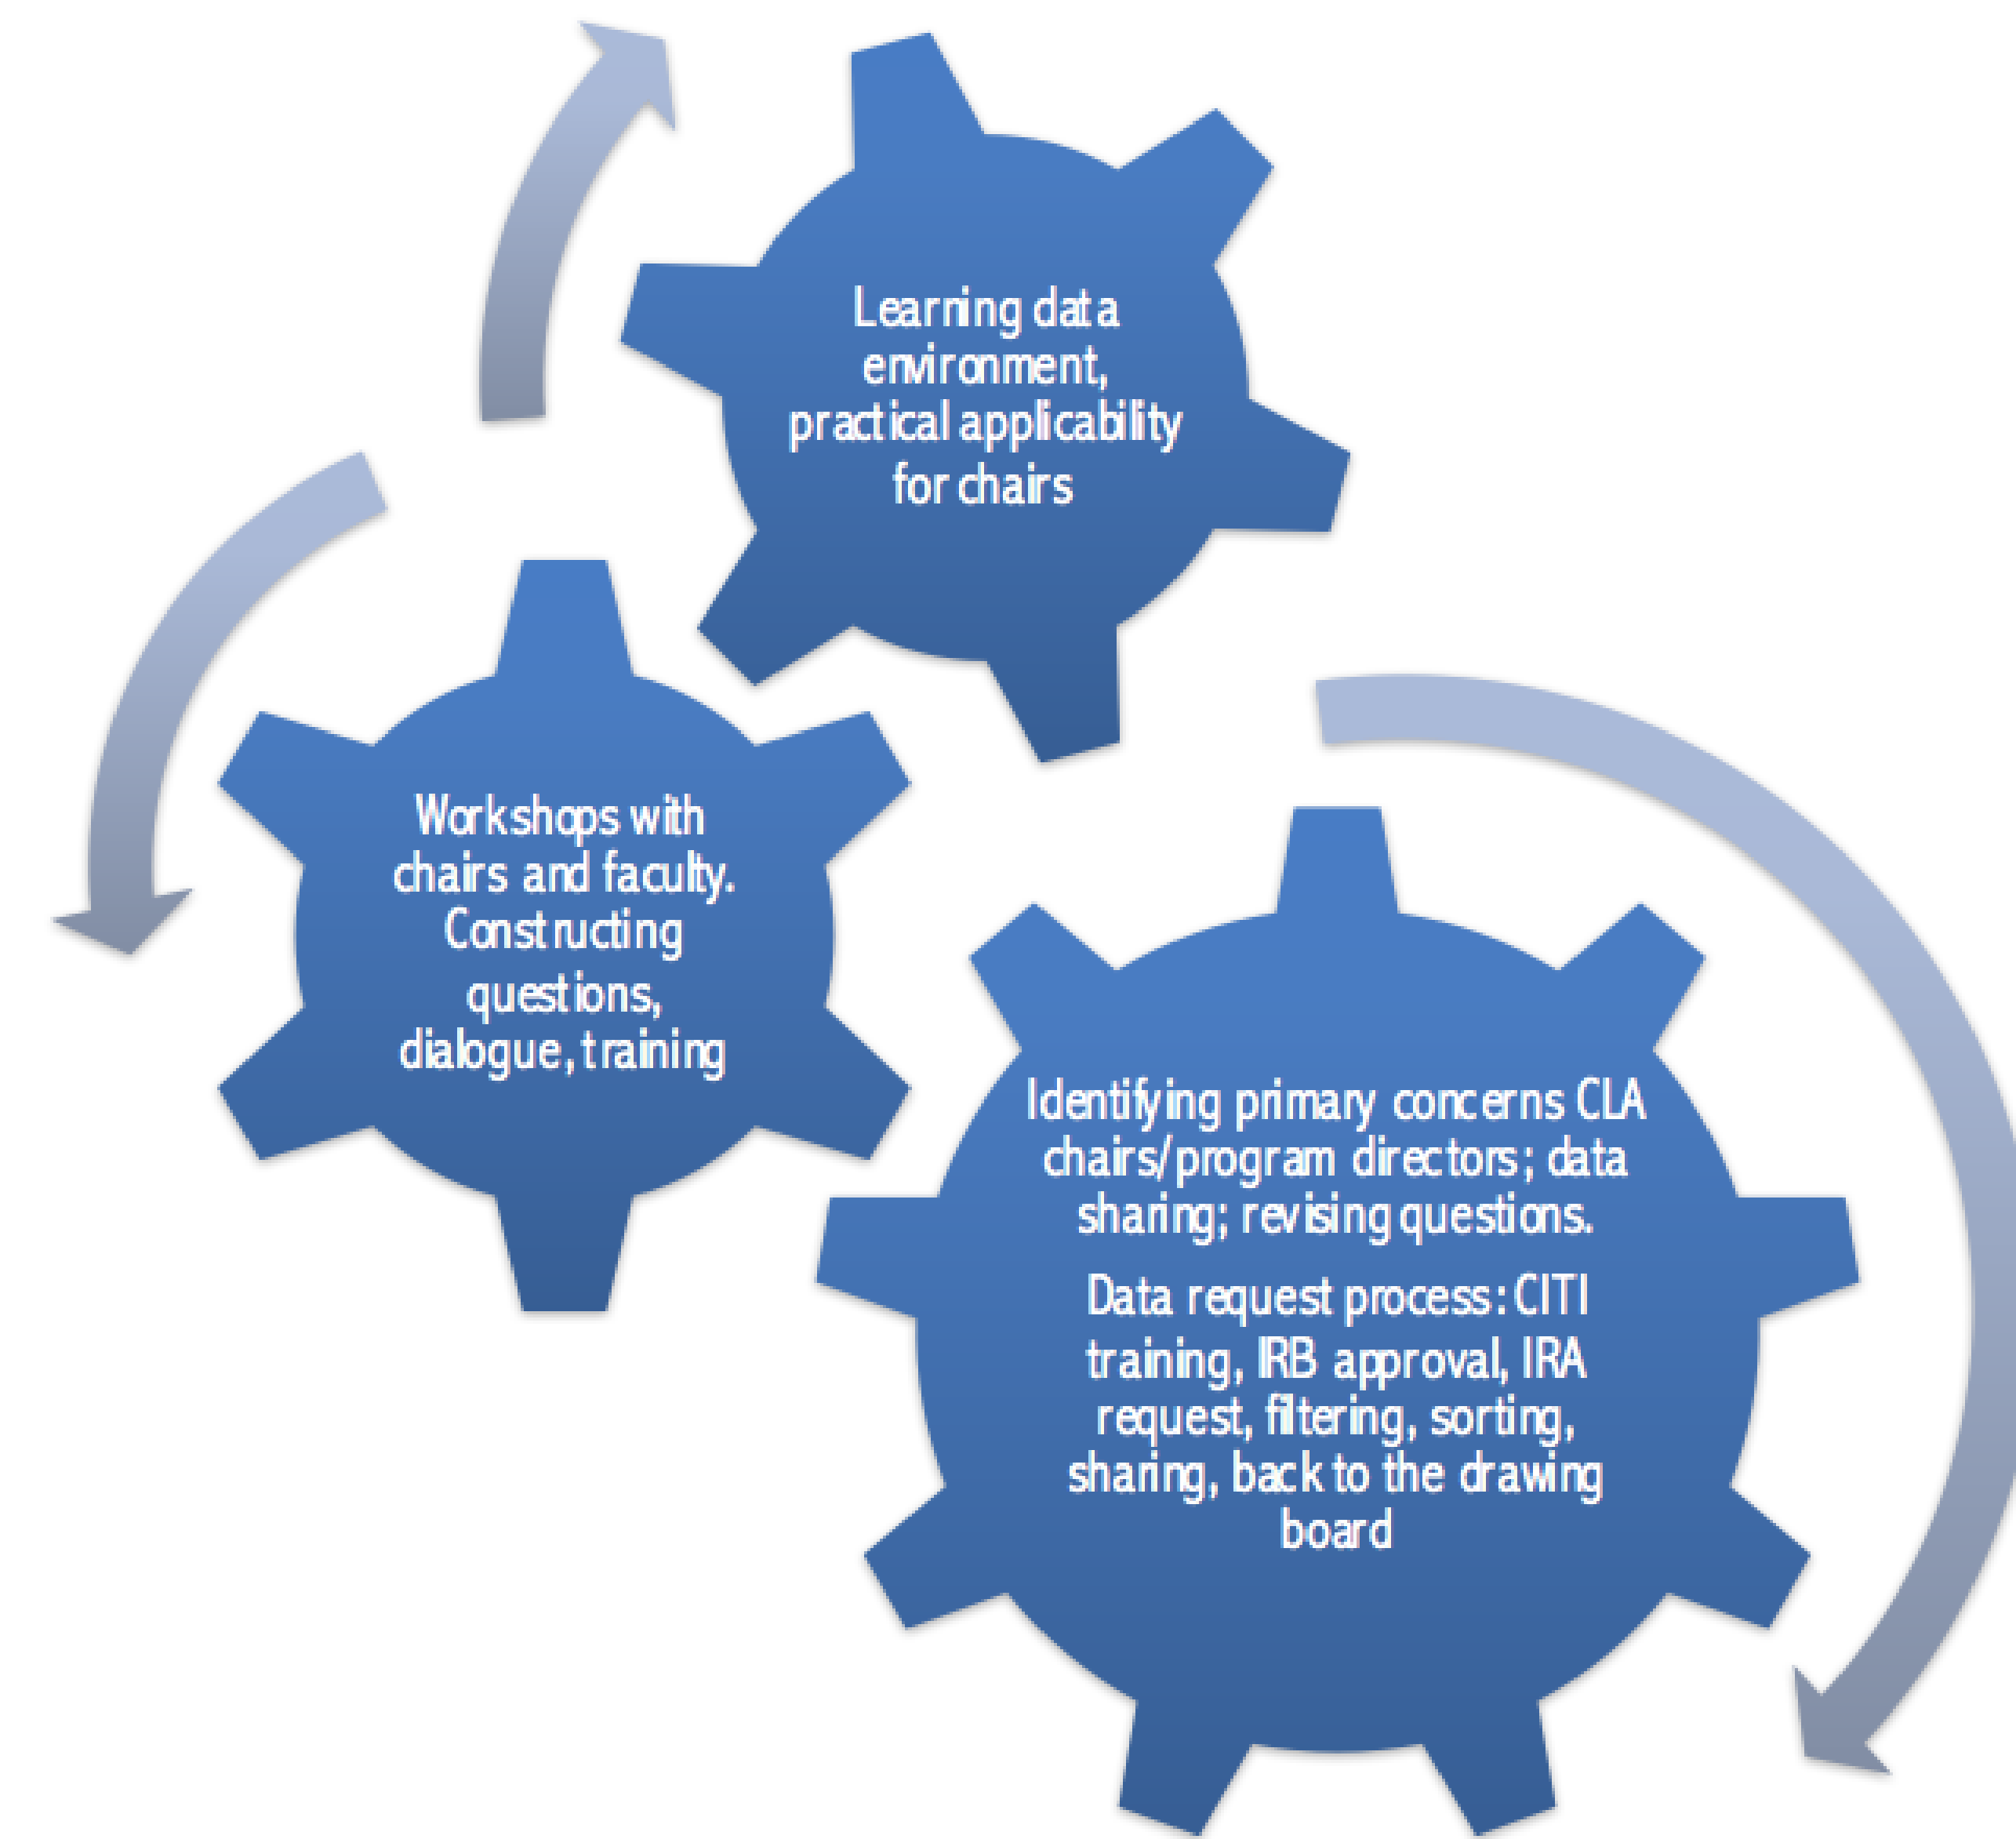 Learning data
environment,
practical applicability
for chairs
Workshops with
chairs and faculty.
Constructing
questions,
dialogue, training
Identifying primary concerns CLA
chairs/program directors; data
sharing; revising questions.
Data request process: CITI
training, IRB approval, IRA
request, filtering, sorting,
sharing, back to the drawing
board